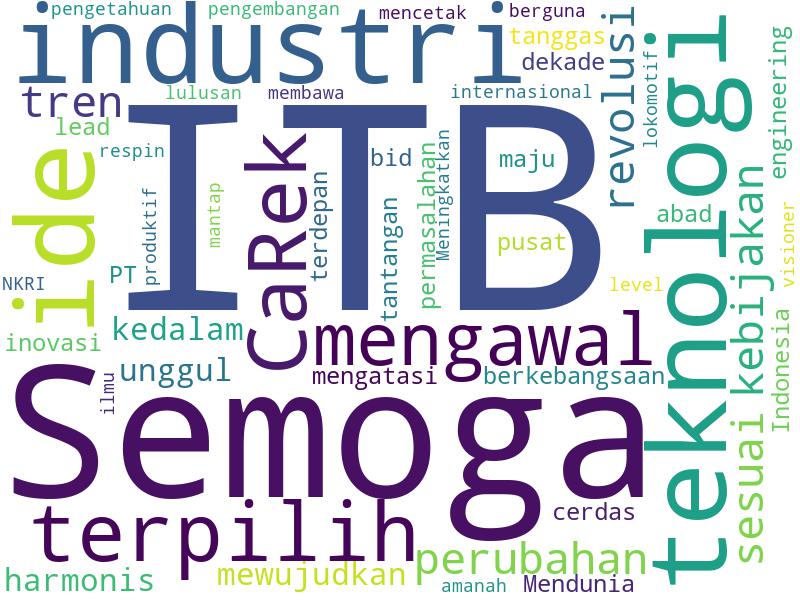 pengetahuan
pengembangan
mencetak
berguna
industri
tanggas
dekade
revolusi
lokomotif
teknologi
engineering
tren
lulusan
membawa
internasional
lead
respin
ITB
CaRek
bid
maju
abad
ide
produktif
mantap
terdepan
tantangan
permasalahan
Meningkatkan
pusat
kebijakan
visioner
NKRI
PT
level
inovasi
kedalam
mengawal
Indonesia
ilmu
unggul
mengatasi
berkebangsaan
Semoga
sesuai
terpilih
cerdas
harmonis
mewujudkan
perubahan
amanah
Mendunia